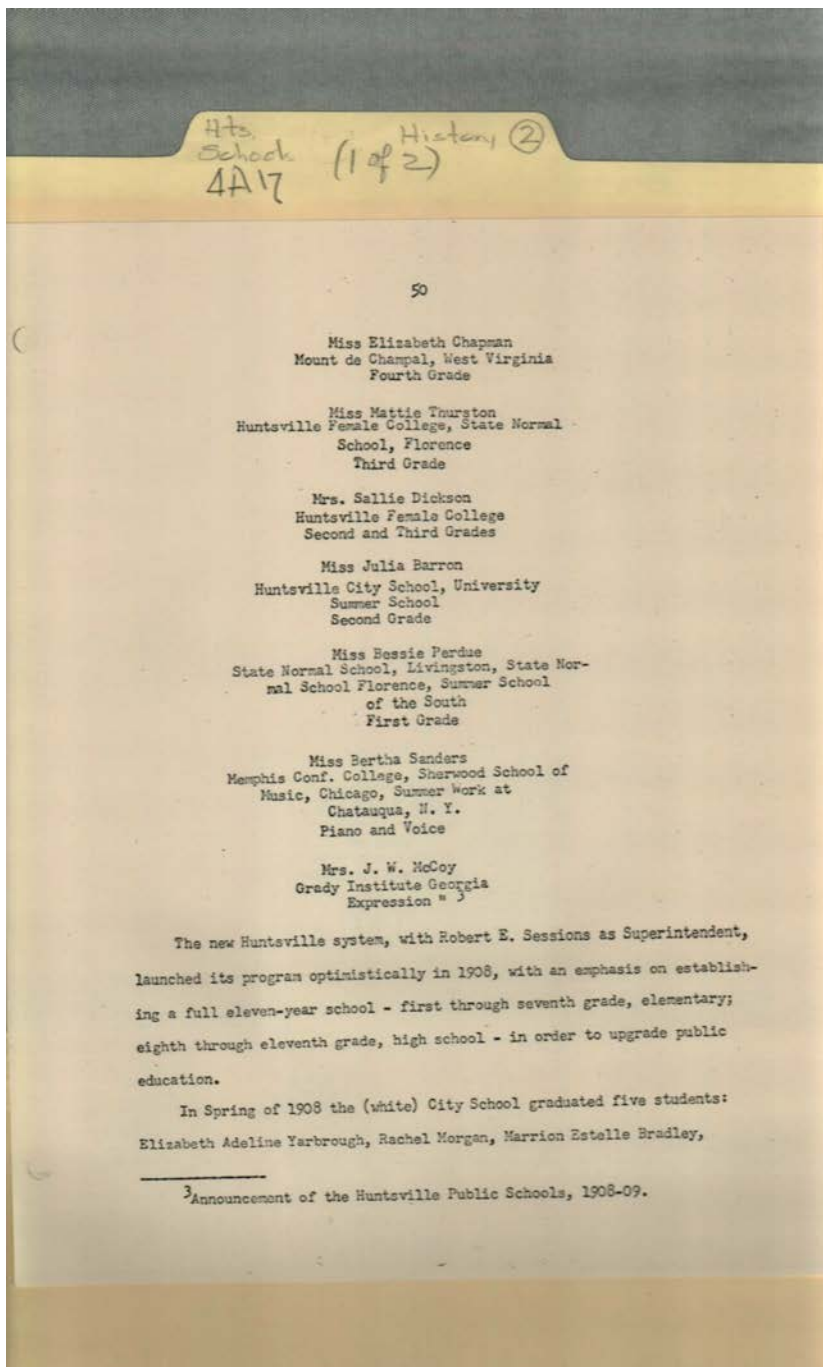 Hts. History ②
School (1 of 2)
4A17
50
Miss Elizabeth Chapman
Mount de Champal, West Virginia
Fourth Grade
Miss Mattie Thurston
Huntsville Female College, State Normal
School, Florence
Third Grade
Mrs. Sallie Dickson
Huntsville Female College
Second and Third Grades
Miss Julia Barron
Huntsville City School, University
Summer School
Second Grade
Miss Bessie Perdue
State Normal School, Livingston, State Nor-
mal School Florence, Summer School
of the South
First Grade
Miss Bertha Sanders
Memphis Conf. College, Sherwood School of
Music, Chicago, Summer Work at
Chatauqua, N. Y.
Piano and Voice
Mrs. J. W. McCoy
Grady Institute Georgia
Expression " 3
The new Huntsville system, with Robert E. Sessions as Superintendent,
launched its program optimistically in 1908, with an emphasis on establish-
ing a full eleven-year school - first through seventh grade, elementary;
eighth through eleventh grade, high school - in order to upgrade public
education.
In Spring of 1908 the (white) City School graduated five students:
Elizabeth Adeline Yarbrough, Rachel Morgan, Marrion Estelle Bradley,
3Announcement of the Huntsville Public Schools, 1908-09.